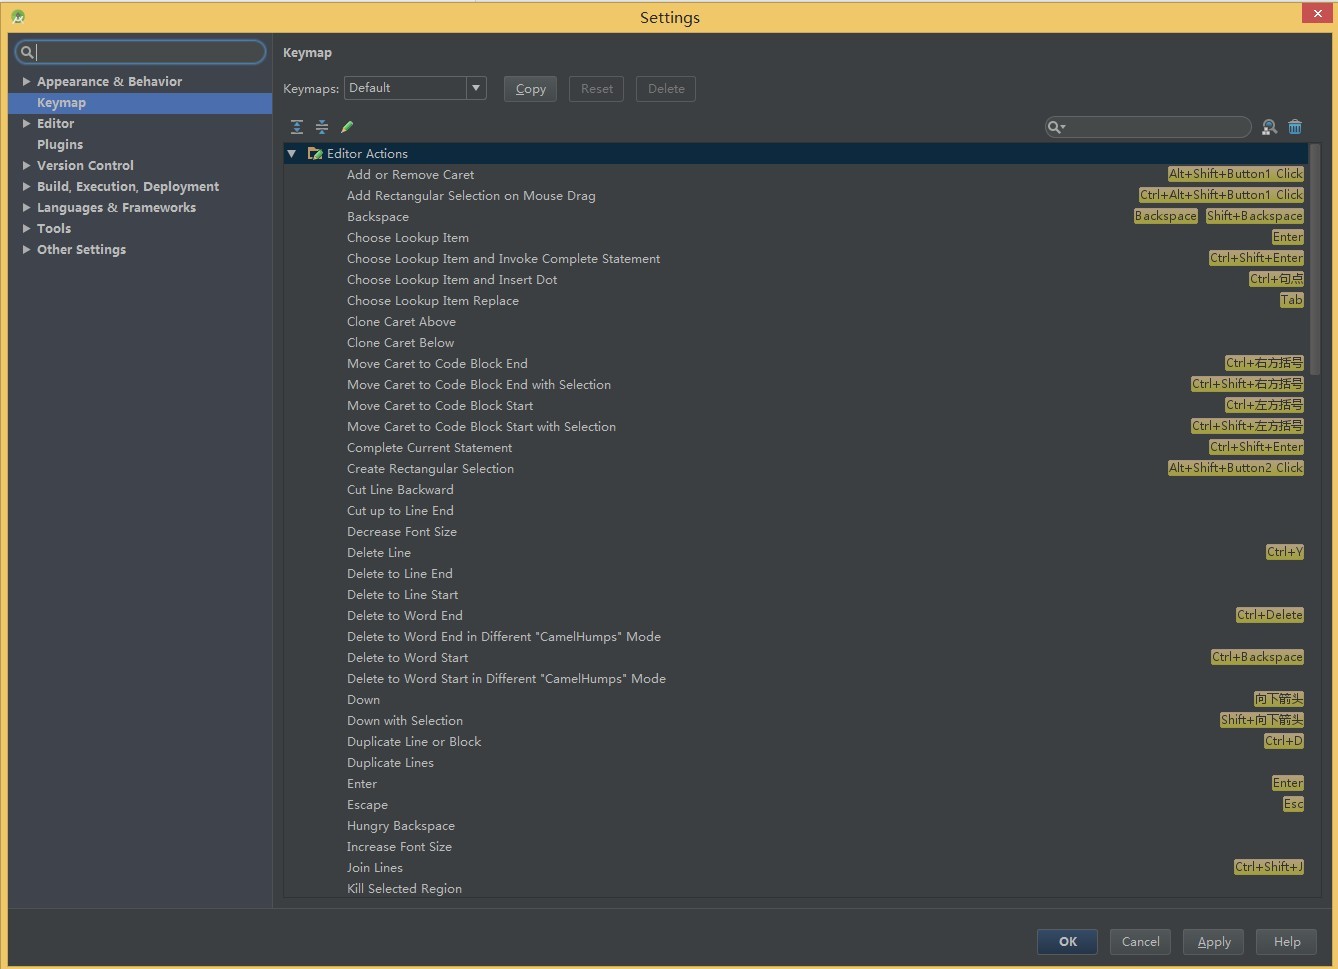 Settings
Appearance & Behavior
Keymap
Editor
Plugins
Version Control
Build, Execution, Deployment
Languages & Frameworks
Tools
Other Settings
Keymap
Keymaps: Default Copy Reset Delete
Editor Actions
Add or Remove Caret Alt+Shift+Button1 Click
Add Rectangular Selection on Mouse Drag Ctrl+Alt+Shift+Button1 Click
Backspace Backspace Shift+Backspace
Choose Lookup Item Enter
Choose Lookup Item and Invoke Complete Statement Ctrl+Shift+Enter
Choose Lookup Item and Insert Dot Ctrl+句点
Choose Lookup Item Replace Tab
Clone Caret Above
Clone Caret Below
Move Caret to Code Block End Ctrl+右方括号
Move Caret to Code Block End with Selection Ctrl+Shift+右方括号
Move Caret to Code Block Start Ctrl+左方括号
Move Caret to Code Block Start with Selection Ctrl+Shift+左方括号
Complete Current Statement Ctrl+Shift+Enter
Create Rectangular Selection Alt+Shift+Button2 Click
Cut Line Backward
Cut up to Line End
Decrease Font Size
Delete Line Ctrl+Y
Delete to Line End
Delete to Line Start
Delete to Word End Ctrl+Delete
Delete to Word End in Different "CamelHumps" Mode
Delete to Word Start Ctrl+Backspace
Delete to Word Start in Different "CamelHumps" Mode
Down 向下箭头
Down with Selection Shift+向下箭头
Duplicate Line or Block Ctrl+D
Duplicate Lines
Enter Enter
Escape Esc
Hungry Backspace
Increase Font Size
Join Lines Ctrl+Shift+J
Kill Selected Region
OK Cancel Apply Help